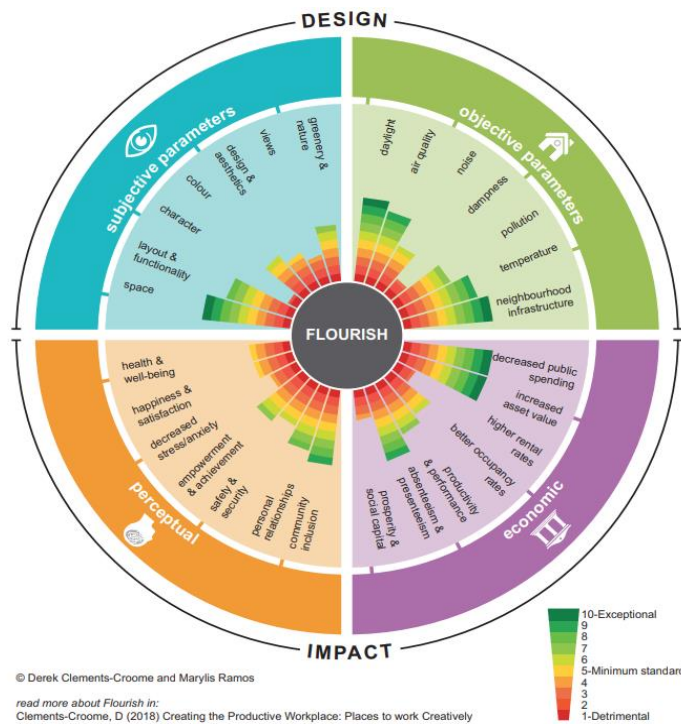 DESIGN
subjective parameters
objective parameters
space
layout &
functionality
character
colour
design &
aesthetics
views
greenery &
nature
daylight
air quality
noise
dampness
pollution
temperature
neighbourhood
infrastructure
FLOURISH
health &
well-being
happiness &
satisfaction
decreased
stress/anxiety
empowerment
& achievement
safety &
security
personal
relationships
community
inclusion
decreased public
spending
increased
asset value
higher rental
rates
better occupancy
rates
productivity
& performance
absenteeism &
presenteeism
prosperity &
social capital
perceptual
economic
IMPACT
10-Exceptional
9
8
7
6
5-Minimum standard
4
3
2
1-Detrimental
© Derek Clements-Croome and Marylis Ramos
read more about Flourish in:
Clements-Croome, D (2018) Creating the Productive Workplace: Places to work Creatively